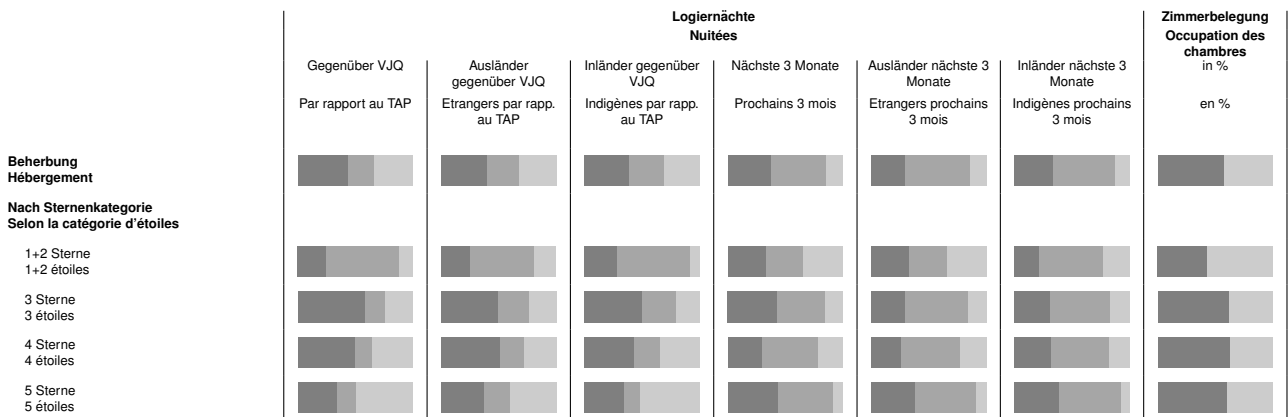 Logiernächte
Nuitées
Zimmerbelegung
Occupation des
chambres
Gegenüber VJQ
Ausländer
gegenüber VJQ
Inländer gegenüber
VJQ
Nächste 3 Monate
Ausländer nächste 3
Monate
Inländer nächste 3
Monate
in %
Par rapport au TAP
Etrangers par rapp.
au TAP
Indigènes par rapp.
au TAP
Prochains 3 mois
Etrangers prochains
3 mois
Indigènes prochains
3 mois
en %
Beherbung
Hébergement
Nach Sternenkategorie
Selon la catégorie d'étoiles
1+2 Sterne
1+2 étoiles
3 Sterne
3 étoiles
4 Sterne
4 étoiles
5 Sterne
5 étoiles